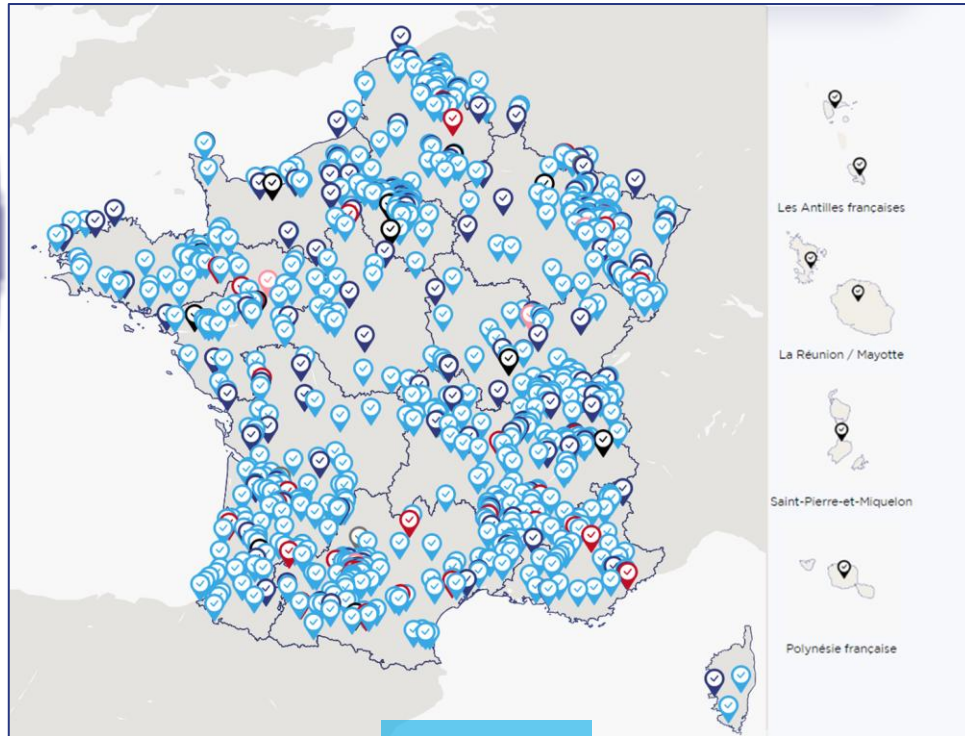 Les Antilles françaises
La Réunion / Mayotte
Saint-Pierre-et-Miquelon
Polynésie française